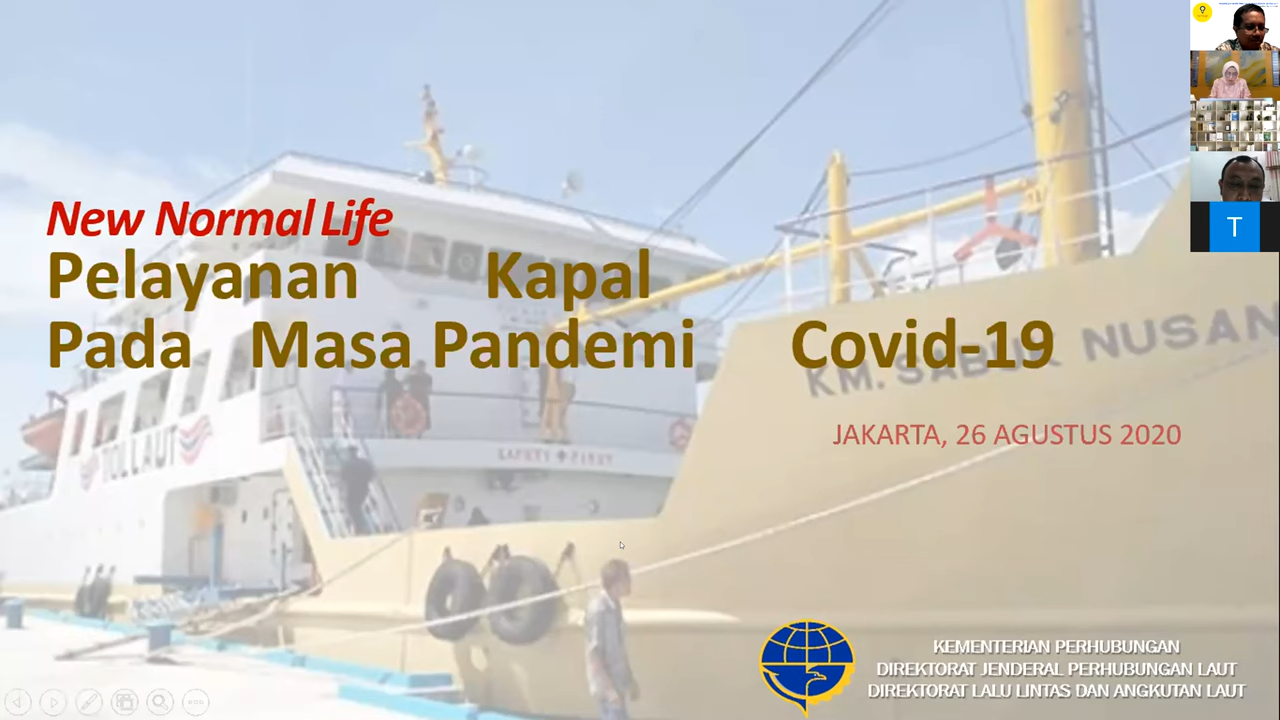 New Normal Life
Pelayanan Kapal
Pada Masa Pandemi Covid-19
KM. SABUK NUSAN
JAKARTA, 26 AGUSTUS 2020
TOL LAUT
SAFETY FIRST
T
KEMENTERIAN PERHUBUNGAN
DIREKTORAT JENDERAL PERHUBUNGAN LAUT
DIREKTORAT LALU LINTAS DAN ANGKUTAN LAUT